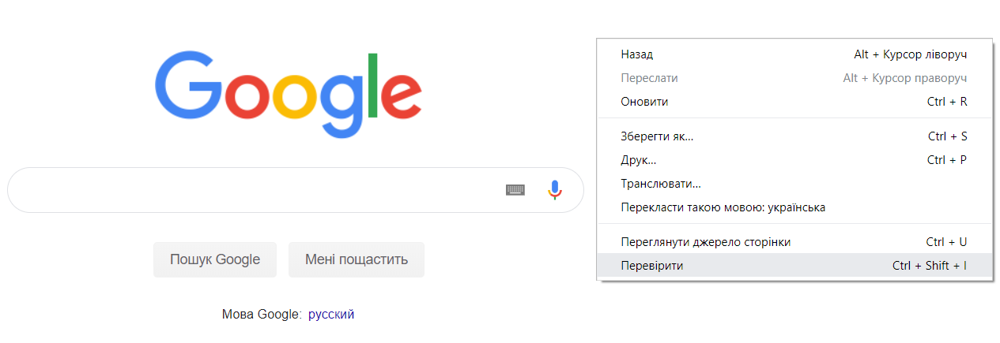 Google
Пошук Google
Мені пощастить
Мова Google: русский
Назад Alt + Курсор ліворуч
Переслати Alt + Курсор праворуч
Оновити Ctrl + R
Зберегти як... Ctrl + S
Друк... Ctrl + P
Транслювати...
Перекласти такою мовою: українська
Переглянути джерело сторінки Ctrl + U
Перевірити Ctrl + Shift + I